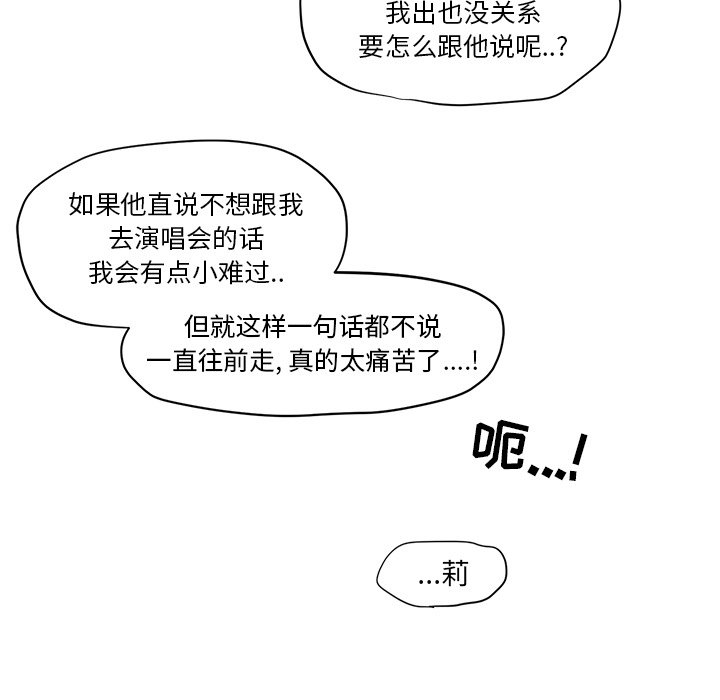 我出也没关系
要怎么跟他说呢..?
如果他直说不想跟我
去演唱会的话
我会有点小难过..
但就这样一句话都不说
一直往前走, 真的太痛苦了....!
呃...!
...莉